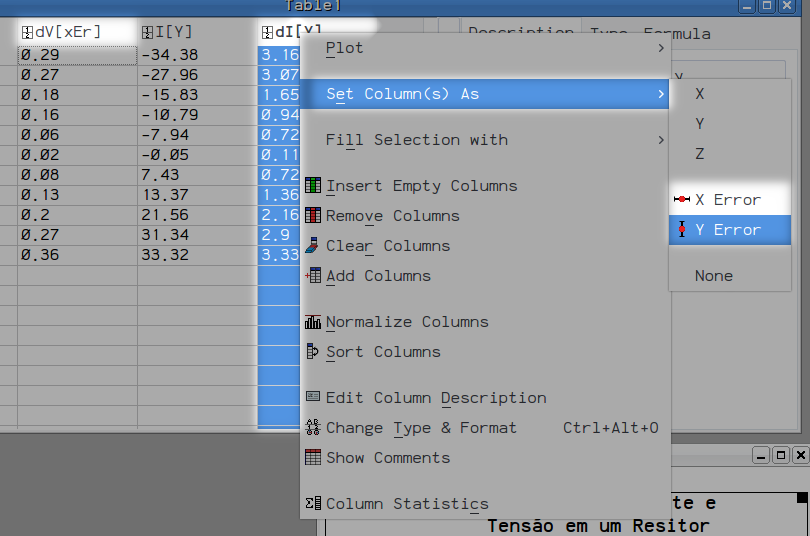 Table1
dV[xEr] I[Y] dI[Y] Description Type Formula
0.29 -34.38 3.16
0.27 -27.96 3.07
0.18 -15.83 1.65
0.16 -10.79 0.94
0.06 -7.94 0.72
0.02 -0.05 0.11
0.08 7.43 0.72
0.13 13.37 1.36
0.2 21.56 2.16
0.27 31.34 2.9
0.36 33.32 3.33
Plot
Set Column(s) As
Fill Selection with
Insert Empty Columns
Remove Columns
Clear Columns
Add Columns
Normalize Columns
Sort Columns
Edit Column Description
Change Type & Format Ctrl+Alt+O
Show Comments
Column Statistics
X
Y
Z
X Error
Y Error
None
te e
Tensão em um Resitor